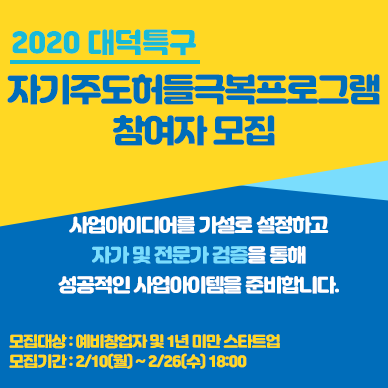 2020 대덕특구
자기주도허들극복프로그램
참여자 모집
사업아이디어를 가설로 설정하고
자가 및 전문가 검증을 통해
성공적인 사업아이템을 준비합니다.
모집대상 : 예비창업자 및 1년 미만 스타트업
모집기간 : 2/10(월) ~ 2/26(수) 18:00